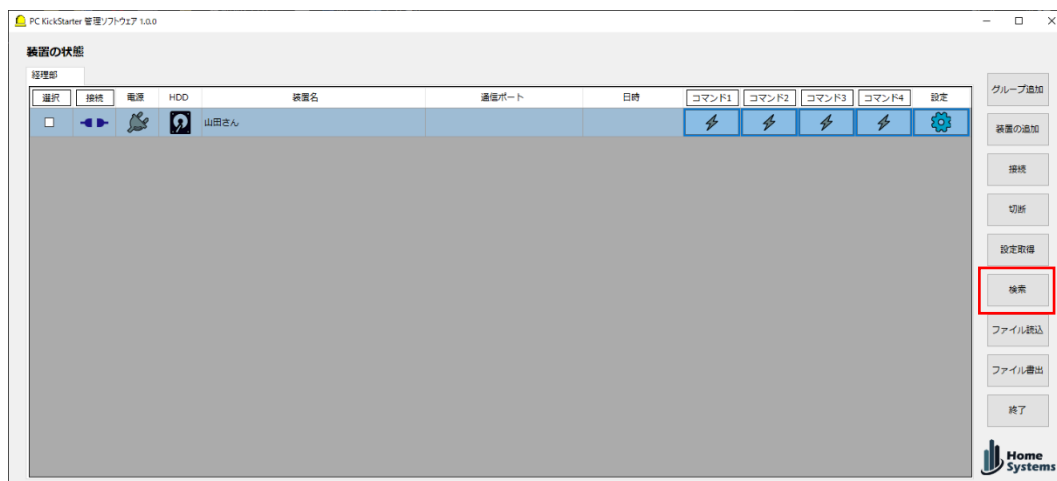 PC KickStarter 管理ソフトウェア 1.0.0
装置の状態
経理部
選択 接続 電源 HDD 装置名 通信ポート 日時 コマンド1 コマンド2 コマンド3 コマンド4 設定
山田さん
グループ追加
装置の追加
接続
切断
設定取得
検索
ファイル読込
ファイル書出
終了
Home
Systems